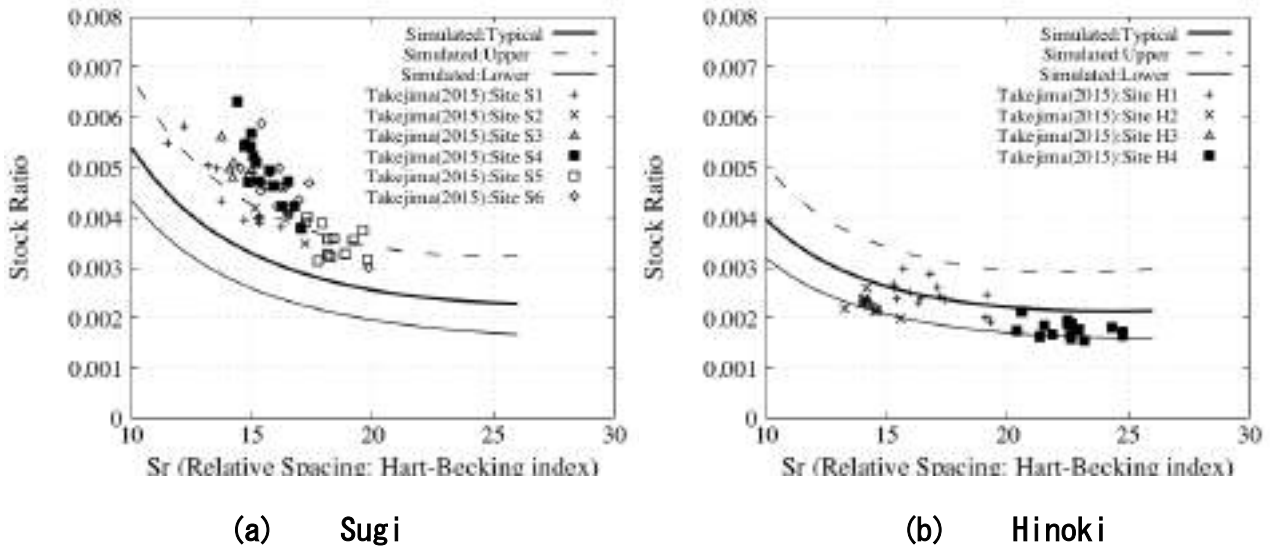 0.008
0.007
0.006
0.005
0.004
0.003
0.002
0.001
0
Stock Ratio
Simulated:Typical
Simulated:Upper
Simulated:Lower
Takejima(2015):Site S1
Takejima(2015):Site S2
Takejima(2015):Site S3
Takejima(2015):Site S4
Takejima(2015):Site S5
Takejima(2015):Site S6
10 15 20 25 30
Sr (Relative Spacing: Hart-Becking index)
(a) Sugi
0.008
0.007
0.006
0.005
0.004
0.003
0.002
0.001
0
Stock Ratio
Simulated:Typical
Simulated:Upper
Simulated:Lower
Takejima(2015):Site H1
Takejima(2015):Site H2
Takejima(2015):Site H3
Takejima(2015):Site H4
10 15 20 25 30
Sr (Relative Spacing: Hart-Becking index)
(b) Hinoki